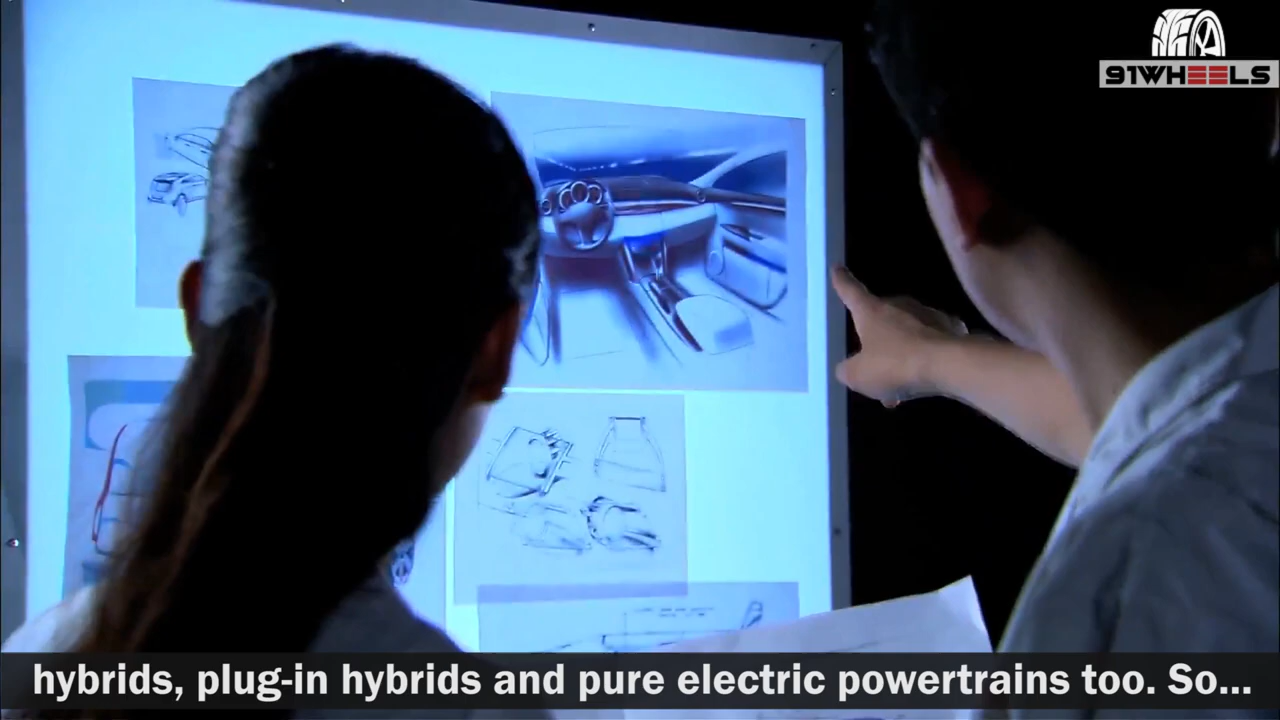 91WHEELS
hybrids, plug-in hybrids and pure electric powertrains too. So...